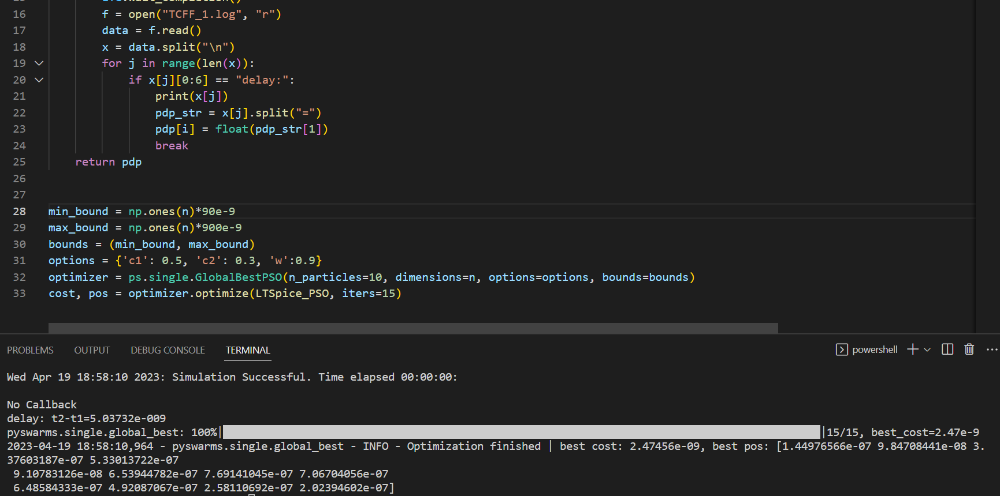 16 f = open("TCFF_1.log", "r")
17 data = f.read()
18 x = data.split("\n")
19 for j in range(len(x)):
20 if x[j][0:6] == "delay:":
21 print(x[j])
22 pdp_str = x[j].split("=")
23 pdp[i] = float(pdp_str[1])
24 break
25 return pdp
26
27
28 min_bound = np.ones(n)*90e-9
29 max_bound = np.ones(n)*900e-9
30 bounds = (min_bound, max_bound)
31 options = {'c1': 0.5, 'c2': 0.3, 'w':0.9}
32 optimizer = ps.single.GlobalBestPSO(n_particles=10, dimensions=n, options=options, bounds=bounds)
33 cost, pos = optimizer.optimize(LTSpice_PSO, iters=15)
PROBLEMS OUTPUT DEBUG CONSOLE TERMINAL powershell
Wed Apr 19 18:58:10 2023: Simulation Successful. Time elapsed 00:00:00:
No Callback
delay: t2-t1=5.03732e-009
pyswarms.single.global_best: 100%| |15/15, best_cost=2.47e-9
2023-04-19 18:58:10,964 - pyswarms.single.global_best - INFO - Optimization finished | best cost: 2.47456e-09, best pos: [1.44976566e-07 9.84708441e-08 3.
37603187e-07 5.33013722e-07
9.10783126e-08 6.53944782e-07 7.69141045e-07 7.06704056e-07
6.48584333e-07 4.92087067e-07 2.58110692e-07 2.02394602e-07]